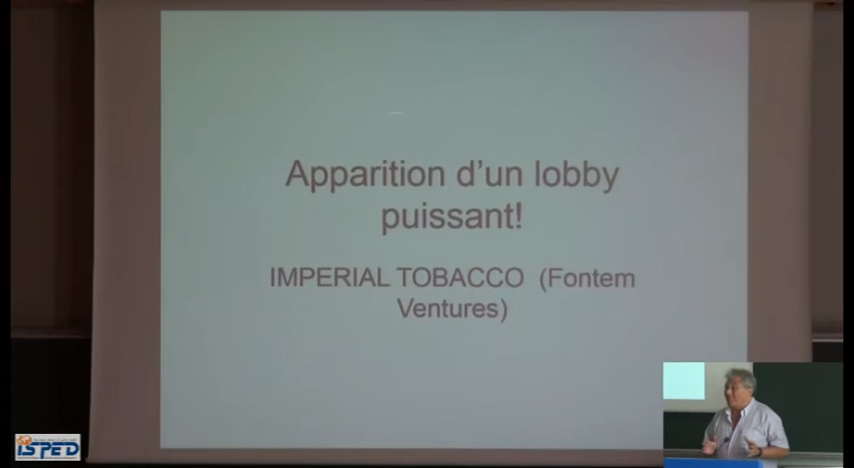 Apparition d'un lobby
puissant!
IMPERIAL TOBACCO (Fontem
Ventures)
ISPED